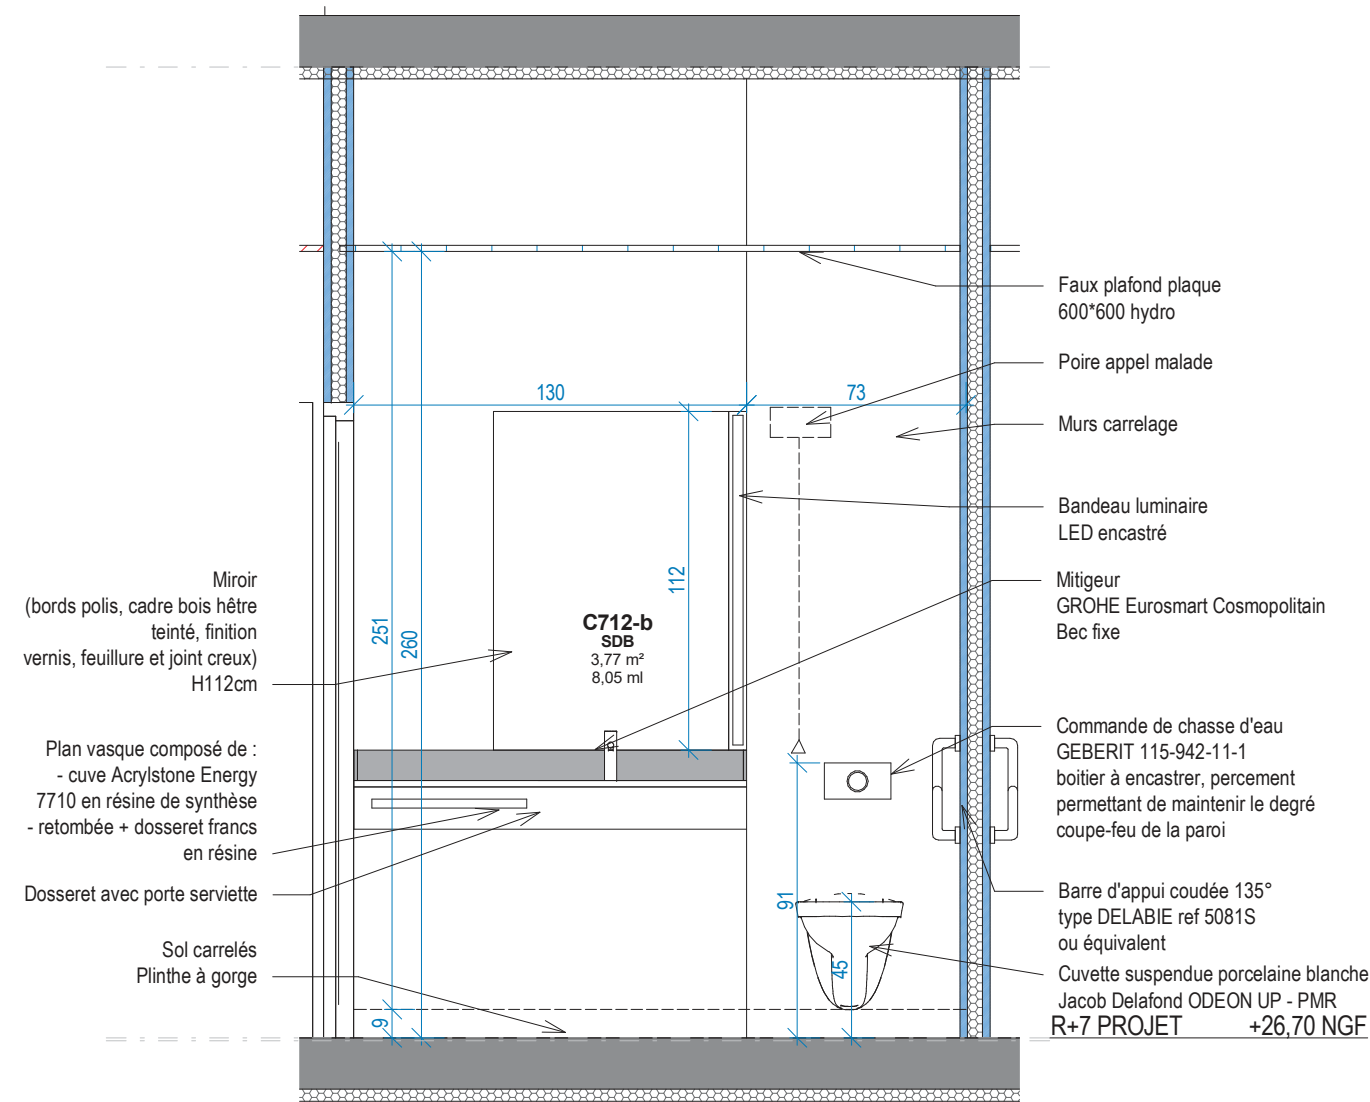 Faux plafond plaque
600*600 hydro
Poire appel malade
130
73
Murs carrelage
Bandeau luminaire
LED encastré
Miroir
(bords polis, cadre bois hêtre
teinté, finition
vernis, feuillure et joint creux)
H112cm
251
260
112
C712-b
SDB
3,77 m²
8,05 ml
Mitigeur
GROHE Eurosmart Cosmopolitain
Bec fixe
Plan vasque composé de :
- cuve Acrylstone Energy
7710 en résine de synthèse
- retombée + dosseret francs
en résine
Commande de chasse d'eau
GEBERIT 115-942-11-1
boitier à encastrer, percement
permettant de maintenir le degré
coupe-feu de la paroi
Dosseret avec porte serviette
91
Barre d'appui coudée 135°
type DELABIE ref 5081S
ou équivalent
Sol carrelés
Plinthe à gorge
45
Cuvette suspendue porcelaine blanche
Jacob Delafond ODEON UP - PMR
9
R+7 PROJET +26,70 NGF